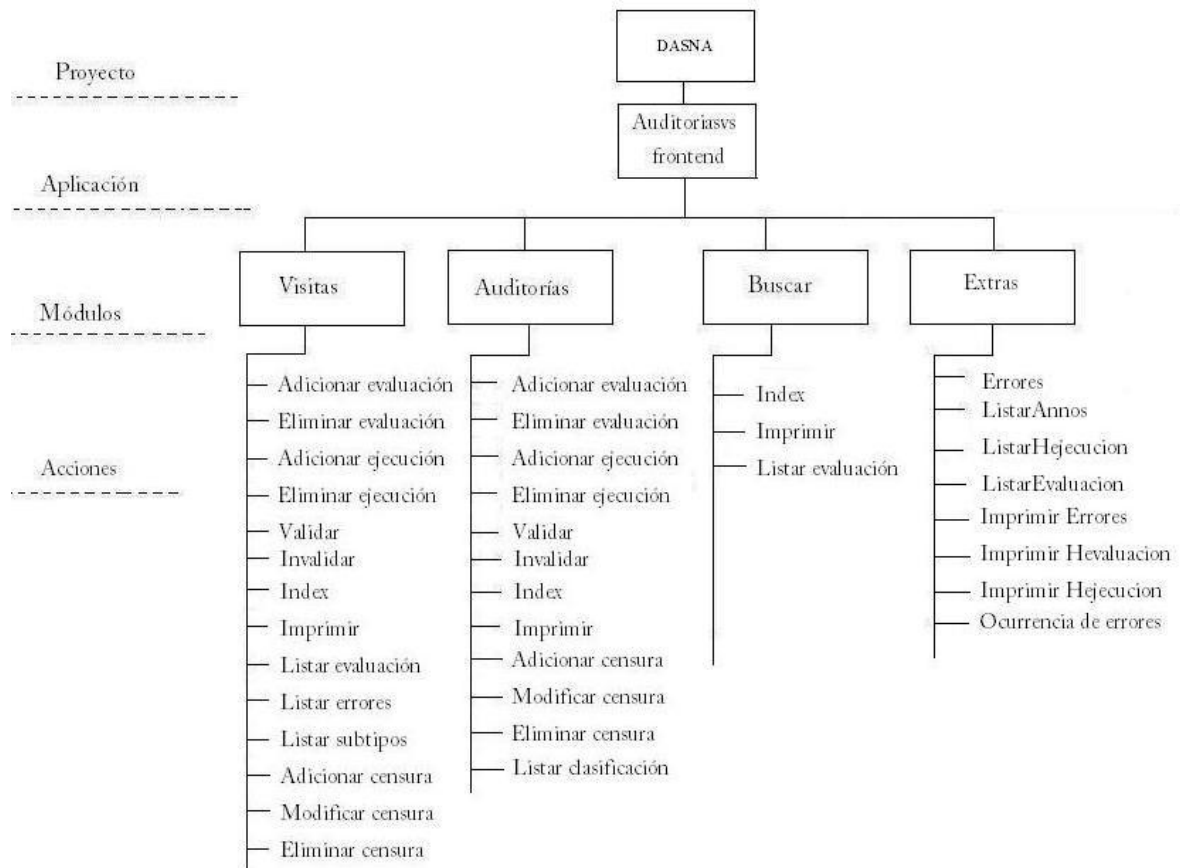 DASNA
Proyecto
Auditoriasvs
frontend
Aplicación
Visitas
Auditorías
Buscar
Extras
Módulos
Acciones
Adicionar evaluación
Eliminar evaluación
Adicionar ejecución
Eliminar ejecución
Validar
Invalidar
Index
Imprimir
Listar evaluación
Listar errores
Listar subtipos
Adicionar censura
Modificar censura
Eliminar censura
Adicionar evaluación
Eliminar evaluación
Adicionar ejecución
Eliminar ejecución
Validar
Invalidar
Index
Imprimir
Adicionar censura
Modificar censura
Eliminar censura
Listar clasificación
Index
Imprimir
Listar evaluación
Errores
ListarAnnos
ListarHejecucion
ListarEvaluacion
Imprimir Errores
Imprimir Hevaluacion
Imprimir Hejecucion
Ocurrencia de errores